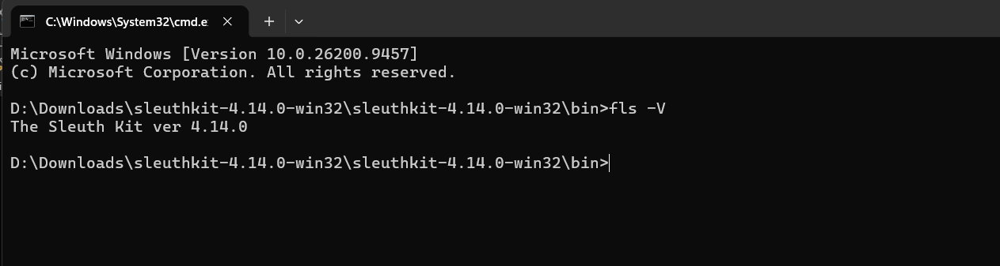 C:\Windows\System32\cmd.e
Microsoft Windows [Version 10.0.26200.9457]
(c) Microsoft Corporation. All rights reserved.
D:\Downloads\sleuthkit-4.14.0-win32\sleuthkit-4.14.0-win32\bin>fls -V
The Sleuth Kit ver 4.14.0
D:\Downloads\sleuthkit-4.14.0-win32\sleuthkit-4.14.0-win32\bin>